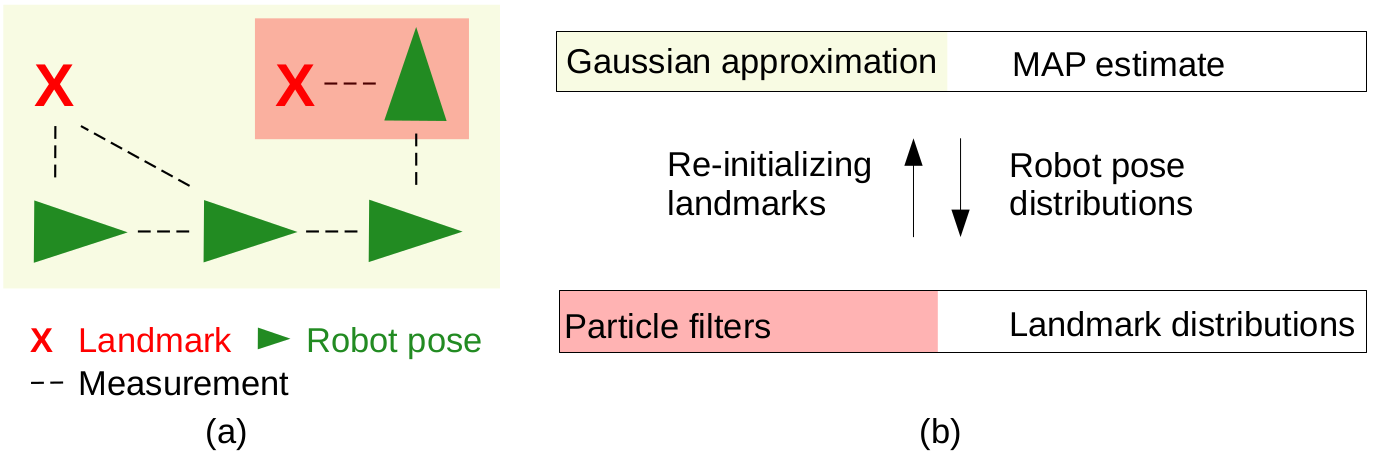 X
X
X Landmark Robot pose
-- Measurement
(a)
Gaussian approximation MAP estimate
Re-initializing
landmarks
Robot pose
distributions
Particle filters Landmark distributions
(b)